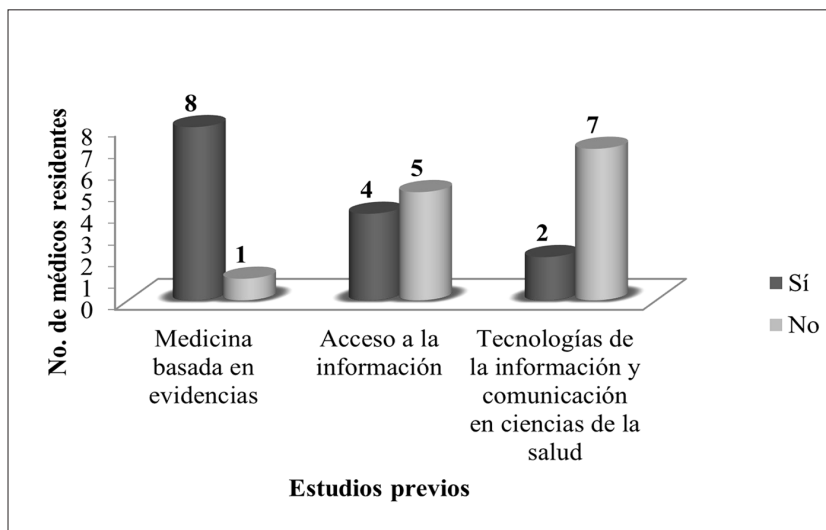 No. de médicos residentes
8
7
6
5
4
3
2
1
0
8
1
4
5
2
7
Medicina
basada en
evidencias
Acceso a la
información
Tecnologías de
la información y
comunicación
en ciencias de la
salud
Estudios previos
Sí
No